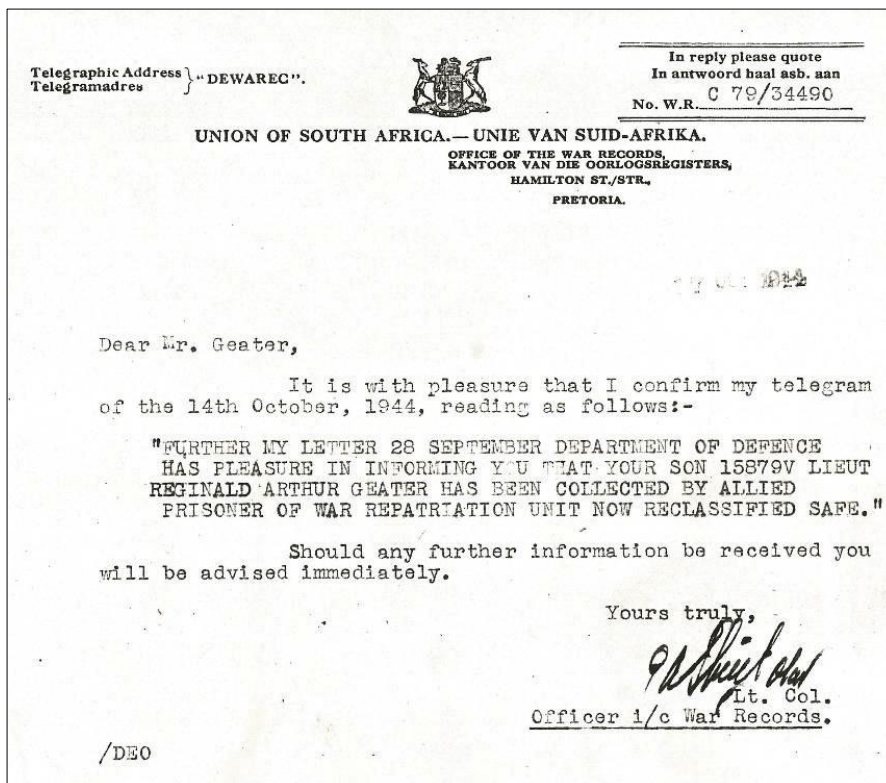 Telegraphic Address
Telegramadres
} "DEWAREC".
In reply please quote
In antwoord haal asb. aan
No. W.R. C 79/34490
UNION OF SOUTH AFRICA.—UNIE VAN SUID-AFRIKA.
OFFICE OF THE WAR RECORDS,
KANTOOR VAN DIE OORLOGSREGISTERS,
HAMILTON ST./STR.,
PRETORIA.
1944
Dear Mr. Geater,
It is with pleasure that I confirm my telegram
of the 14th October, 1944, reading as follows:-
"FURTHER MY LETTER 28 SEPTEMBER DEPARTMENT OF DEFENCE
HAS PLEASURE IN INFORMING YOU THAT YOUR SON 15879V LIEUT
REGINALD ARTHUR GEATER HAS BEEN COLLECTED BY ALLIED
PRISONER OF WAR REPATRIATION UNIT NOW RECLASSIFIED SAFE."
Should any further information be received you
will be advised immediately.
Yours truly,
Lt. Col.
Officer i/c War Records.
/DEO